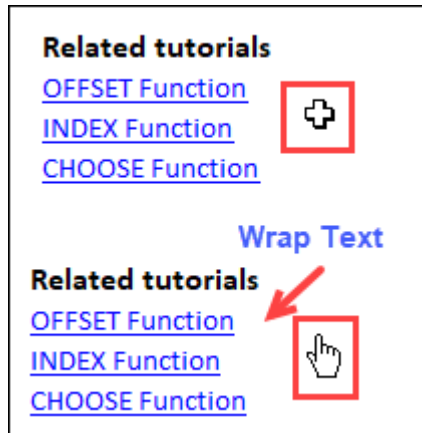 Related tutorials
OFFSET Function
INDEX Function
CHOOSE Function
Wrap Text
Related tutorials
OFFSET Function
INDEX Function
CHOOSE Function